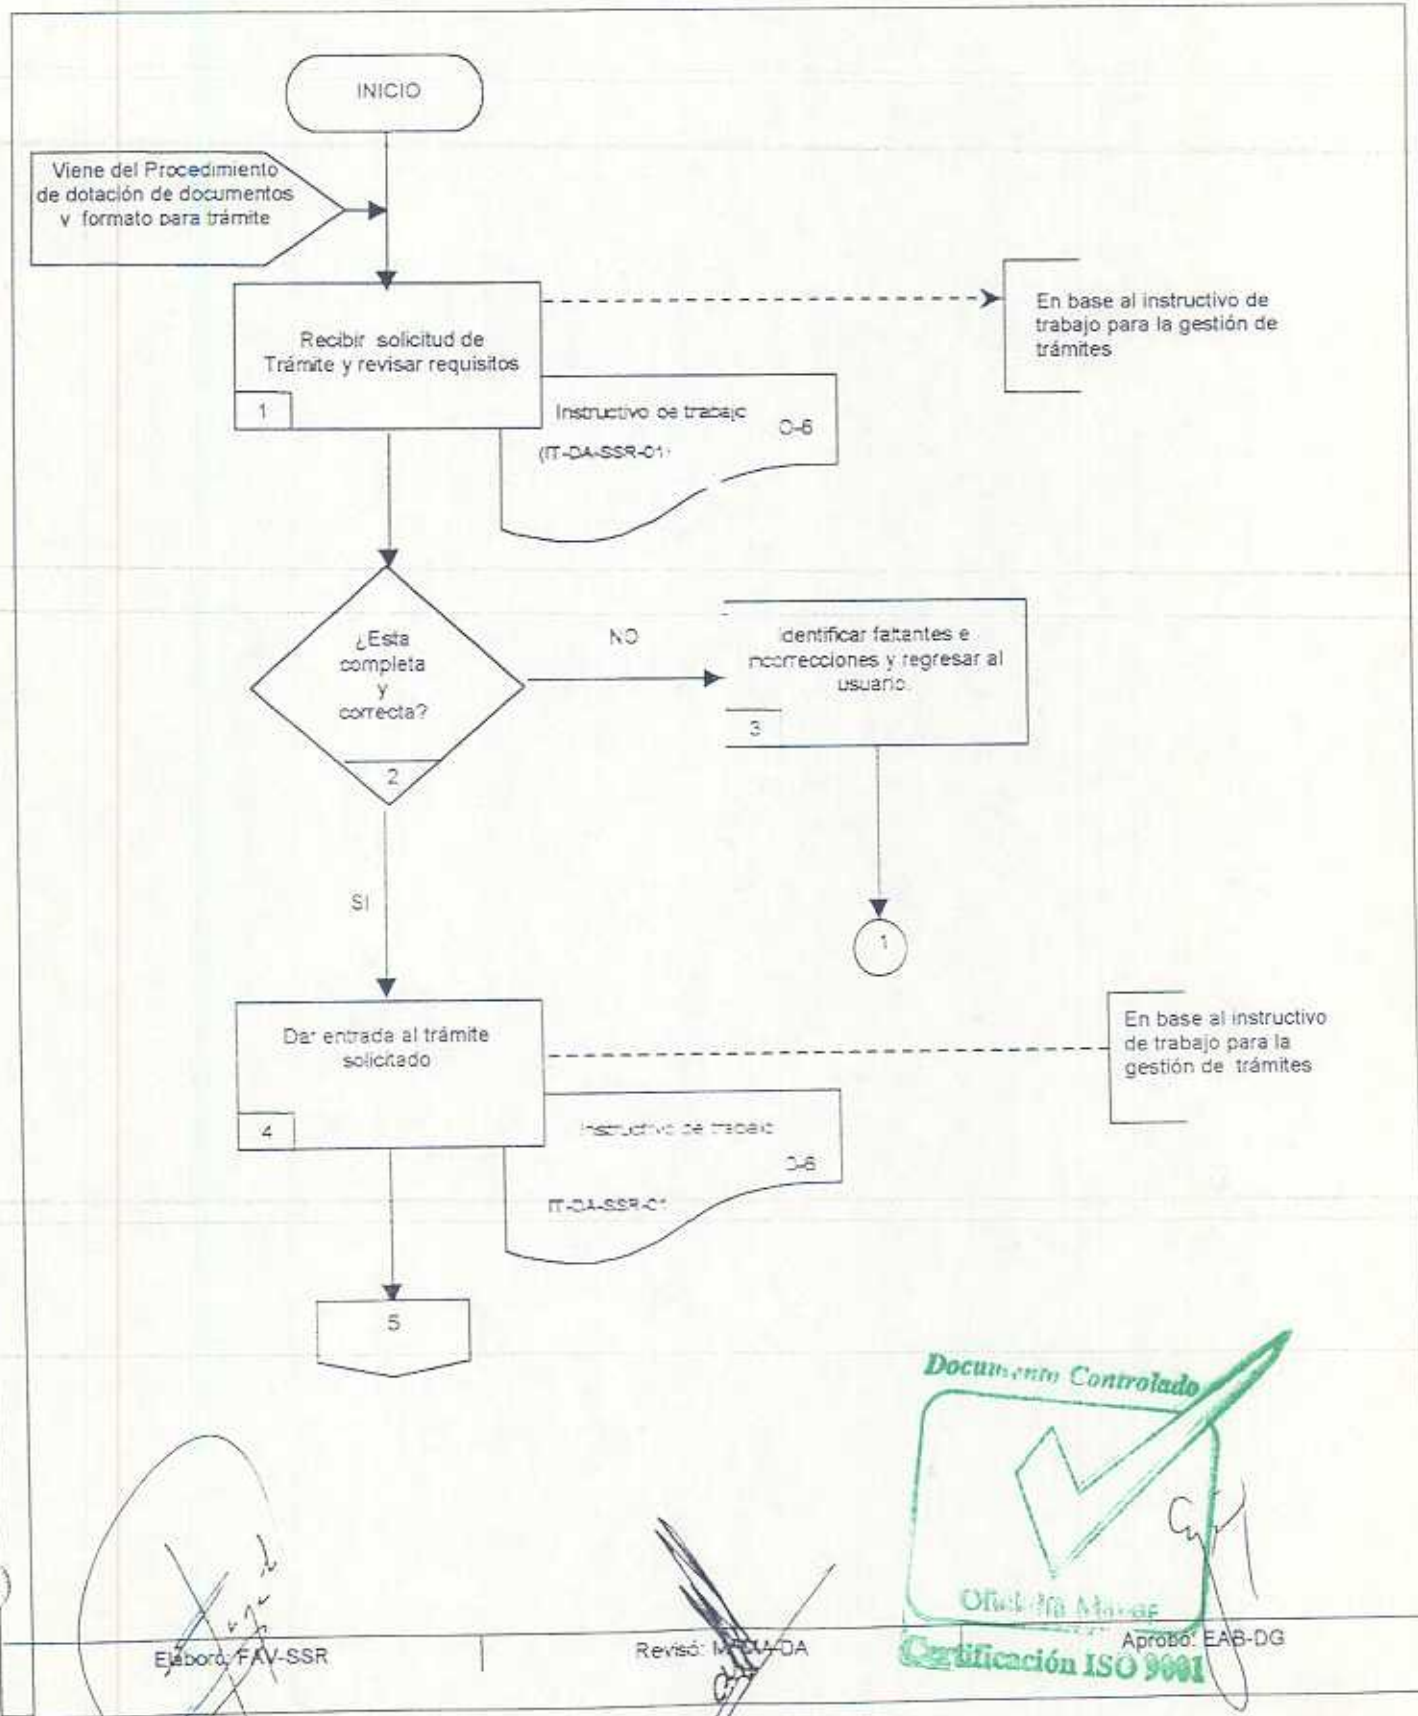 INICIO
Viene del Procedimiento
de dotación de documentos
y formato para trámite
Recibir solicitud de
Trámite y revisar requisitos
1
En base al instructivo de
trabajo para la gestión de
trámites
Instructivo de trabajo
O-6
(IT-DA-SSR-01)
¿Esta
completa
y
correcta?
2
NO
Identificar faltantes e
incorrecciones y regresar al
usuario.
3
SI
1
Dar entrada al trámite
solicitado
4
En base al instructivo
de trabajo para la
gestión de trámites
Instructivo de trabajo
O-6
IT-DA-SSR-01
5
Documento Controlado
Oficialía Mayor
Certificación ISO 9001
Elaboró: FAV-SSR
Revisó:
Aprobó: EAB-DG